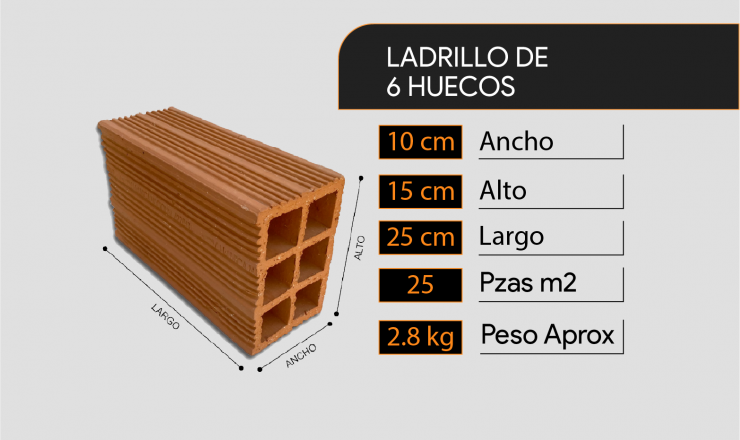 LADRILLO DE
6 HUECOS
10 cm Ancho
15 cm Alto
25 cm Largo
25 Pzas m2
2.8 kg Peso Aprox
ALTO
LARGO
ANCHO